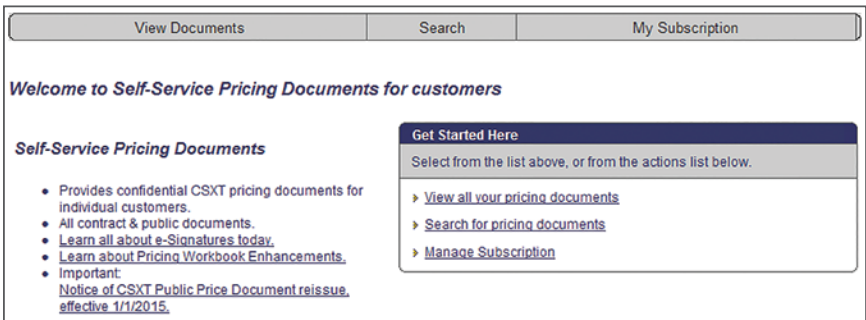 View Documents Search My Subscription
Welcome to Self-Service Pricing Documents for customers
Self-Service Pricing Documents
Provides confidential CSXT pricing documents for
individual customers.
All contract & public documents.
Learn all about e-Signatures today.
Learn about Pricing Workbook Enhancements.
Important:
Notice of CSXT Public Price Document reissue,
effective 1/1/2015.
Get Started Here
Select from the list above, or from the actions list below.
View all your pricing documents
Search for pricing documents
Manage Subscription